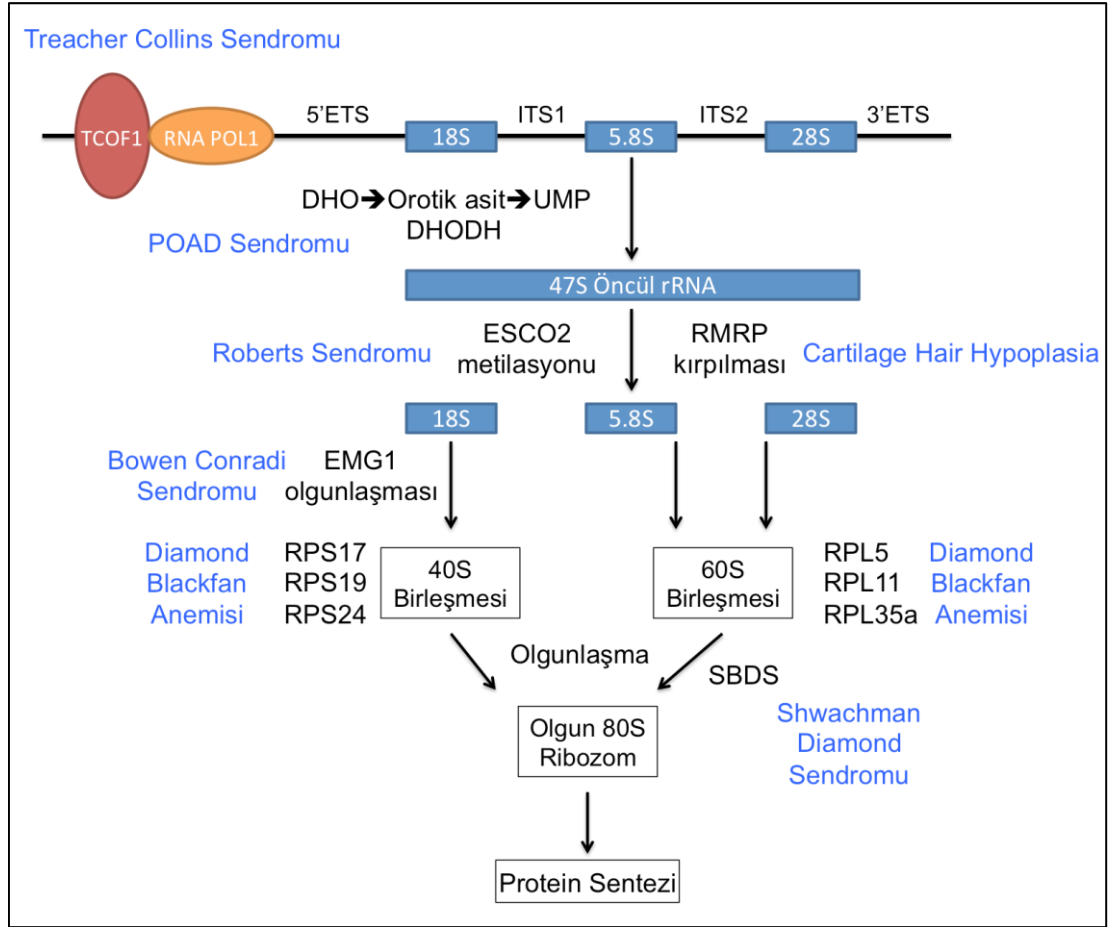 Treacher Collins Sendromu
TCOF1
RNA POL1
5'ETS
18S
ITS1
5.8S
ITS2
28S
3'ETS
DHO➔Orotik asit➔UMP
DHODH
POAD Sendromu
47S Öncül rRNA
Roberts Sendromu
ESCO2
metilasyonu
RMRP
kırpılması
Cartilage Hair Hypoplasia
18S
5.8S
28S
Bowen Conradi
Sendromu
EMG1
olgunlaşması
Diamond
Blackfan
Anemisi
RPS17
RPS19
RPS24
40S
Birleşmesi
60S
Birleşmesi
RPL5
RPL11
RPL35a
Diamond
Blackfan
Anemisi
Olgunlaşma
SBDS
Shwachman
Diamond
Sendromu
Olgun 80S
Ribozom
Protein Sentezi